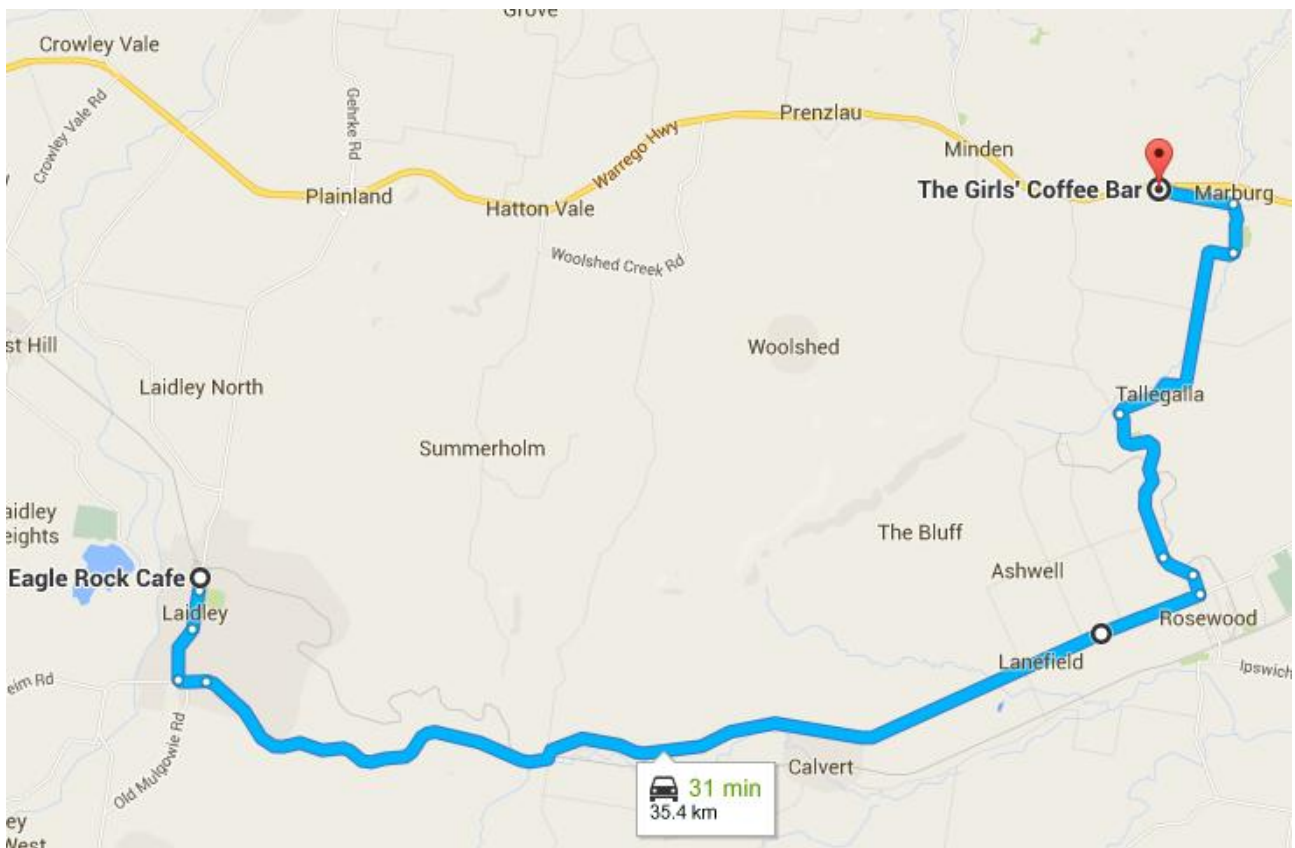 Grove
Crowley Vale
Crowley Vale Rd
Gehrke Rd
Warrego Hwy
Prenzlau
Minden
Plainland
Hatton Vale
The Girls' Coffee Bar
Marburg
Woolshed Creek Rd
st Hill
Woolshed
Laidley North
Tallegalla
Summerholm
aidley
eights
The Bluff
Ashwell
Eagle Rock Cafe
Laidley
Rosewood
Lanefield
eim Rd
Ipswich
Old Mulgowie Rd
Calvert
31 min
35.4 km
ey
West